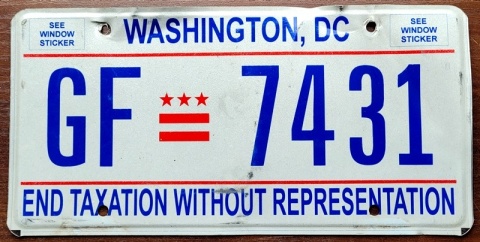 SEE
WINDOW
STICKER
WASHINGTON, DC
SEE
WINDOW
STICKER
GF 7431
END TAXATION WITHOUT REPRESENTATION